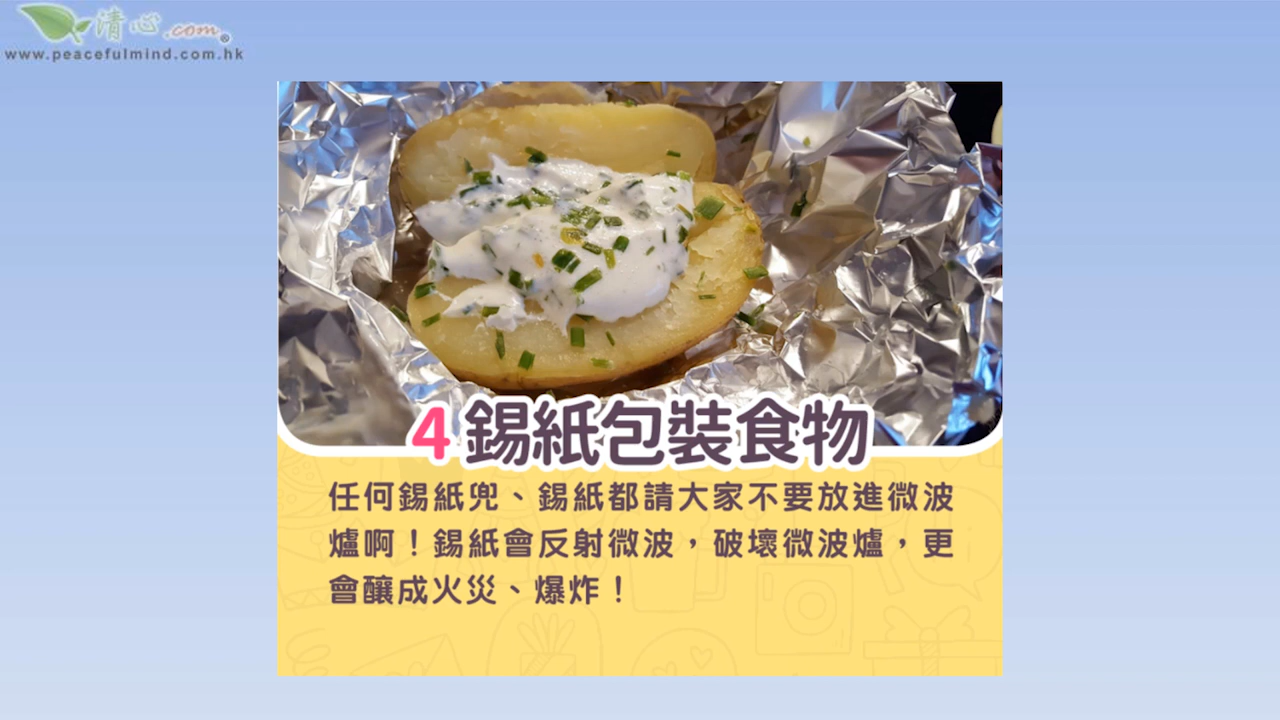 清心.com
www.peacefulmind.com.hk
4 錫紙包裝食物
任何錫紙兜、錫紙都請大家不要放進微波
爐啊！錫紙會反射微波，破壞微波爐，更
會釀成火災、爆炸！